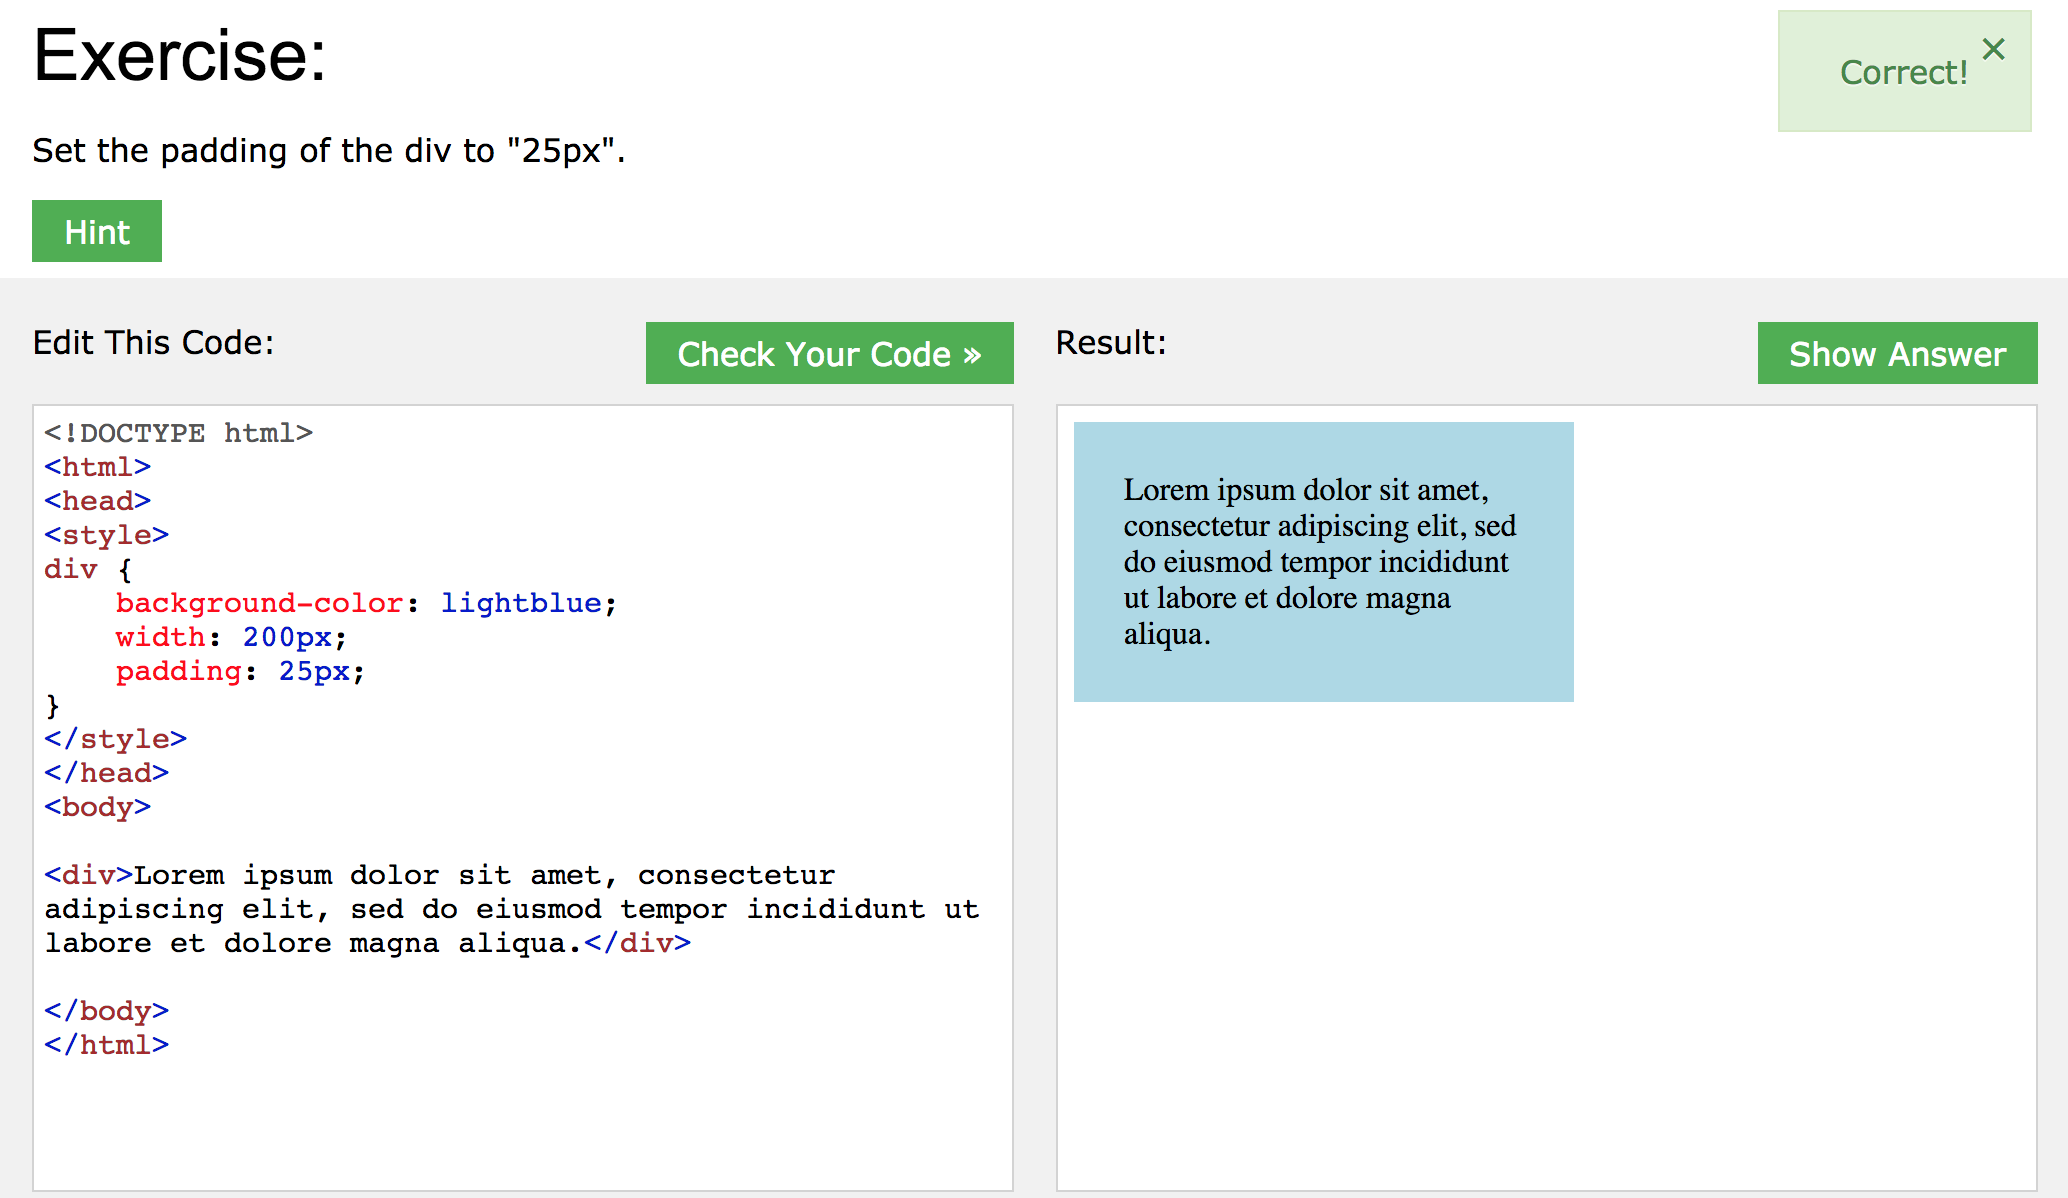 Exercise:
Correct! ×
Set the padding of the div to "25px".
Hint
Edit This Code:
Check Your Code »
<!DOCTYPE html>
<html>
<head>
<style>
div {
    background-color: lightblue;
    width: 200px;
    padding: 25px;
}
</style>
</head>
<body>

<div>Lorem ipsum dolor sit amet, consectetur
adipiscing elit, sed do eiusmod tempor incididunt ut
labore et dolore magna aliqua.</div>

</body>
</html>
Result:
Show Answer
Lorem ipsum dolor sit amet,
consectetur adipiscing elit, sed
do eiusmod tempor incididunt
ut labore et dolore magna
aliqua.